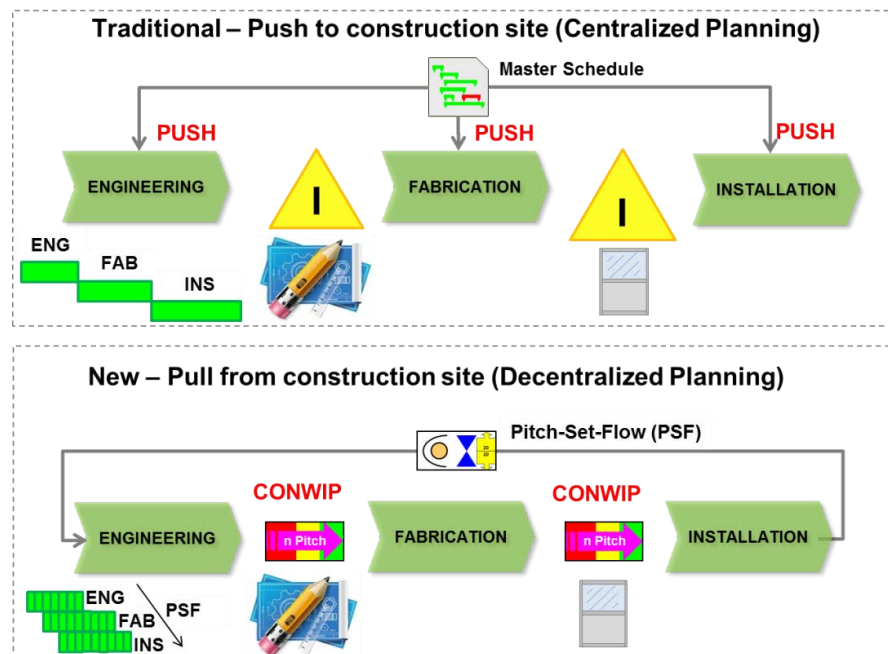 Traditional – Push to construction site (Centralized Planning)
Master Schedule
PUSH
PUSH
PUSH
ENGINEERING
I
FABRICATION
I
INSTALLATION
ENG
FAB
INS
New – Pull from construction site (Decentralized Planning)
Pitch-Set-Flow (PSF)
CONWIP
CONWIP
ENGINEERING
n Pitch
FABRICATION
n Pitch
INSTALLATION
ENG
PSF
FAB
INS